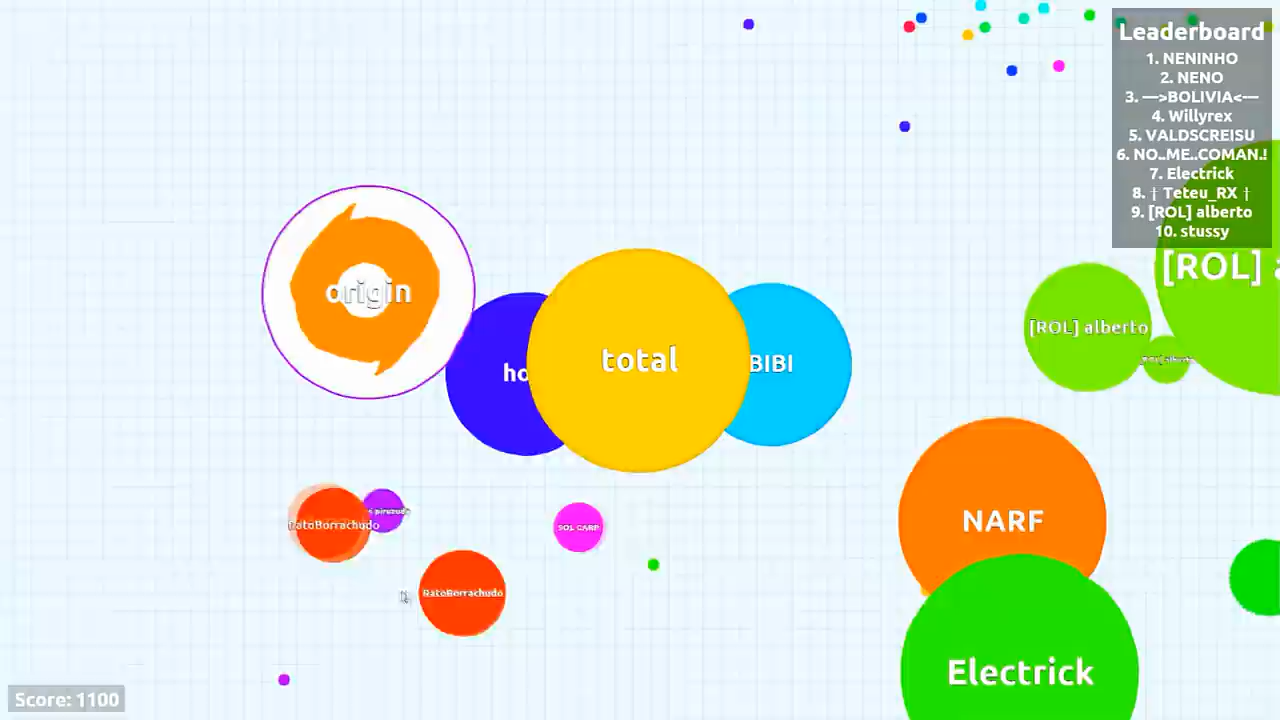 Leaderboard
1. NENINHO
2. NENO
3. —>BOLIVIA<—
4. Willyrex
5. VALDSCREISU
6. NO..ME..COMAN.!
7. Electrick
8. † Teteu_RX †
9. [ROL] alberto
10. stussy
[ROL]
origin
[ROL] alberto
total
BIBI
ho
RatoBorrachudo
SOL CARP
NARF
RatoBorrachudo
Electrick
Score: 1100